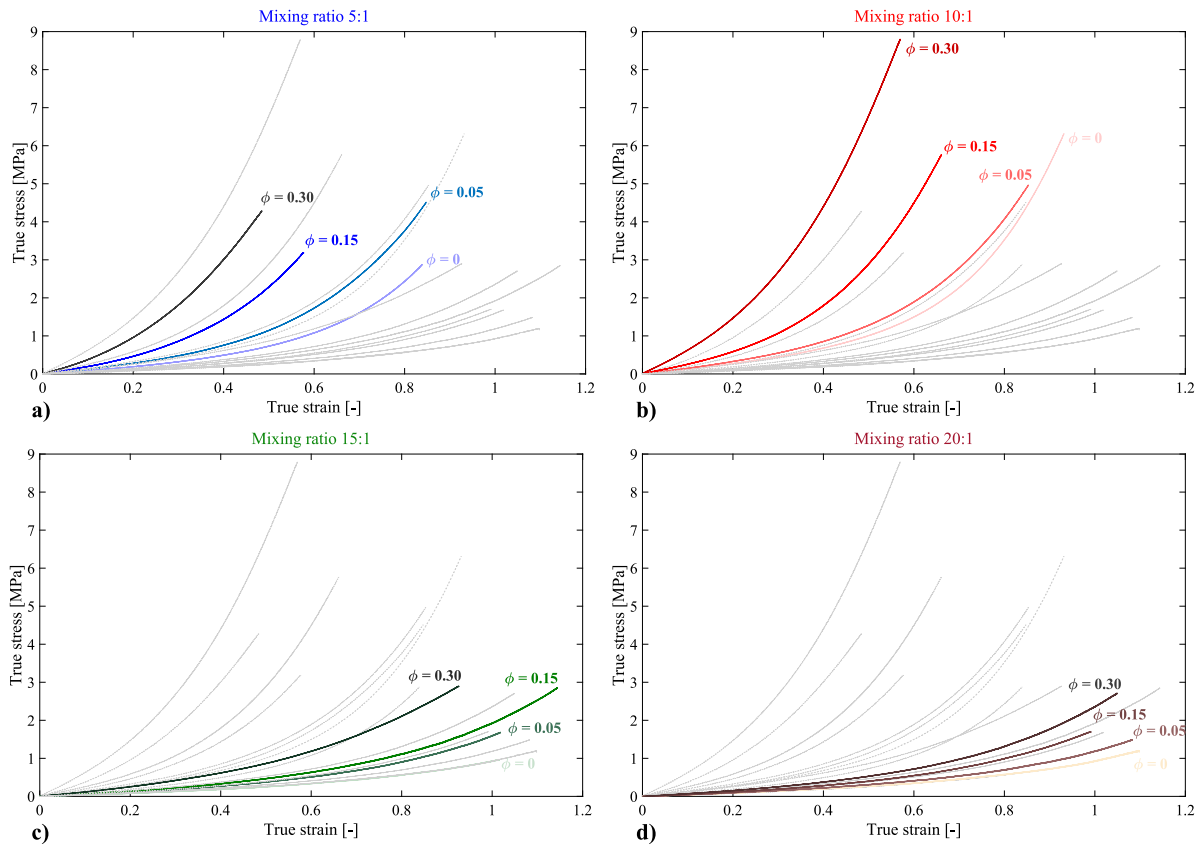 Mixing ratio 5:1
9
8
7
6
5
4
3
2
1
0
True stress [MPa]
ϕ = 0.30
ϕ = 0.15
ϕ = 0.05
ϕ = 0
0
0.2
0.4
0.6
0.8
1
1.2
True strain [-]
a)
Mixing ratio 10:1
9
8
7
6
5
4
3
2
1
0
True stress [MPa]
ϕ = 0.30
ϕ = 0.15
ϕ = 0.05
ϕ = 0
0
0.2
0.4
0.6
0.8
1
1.2
True strain [-]
b)
Mixing ratio 15:1
9
8
7
6
5
4
3
2
1
0
True stress [MPa]
ϕ = 0.30
ϕ = 0.15
ϕ = 0.05
ϕ = 0
0
0.2
0.4
0.6
0.8
1
1.2
True strain [-]
c)
Mixing ratio 20:1
9
8
7
6
5
4
3
2
1
0
True stress [MPa]
ϕ = 0.30
ϕ = 0.15
ϕ = 0.05
ϕ = 0
0
0.2
0.4
0.6
0.8
1
1.2
True strain [-]
d)